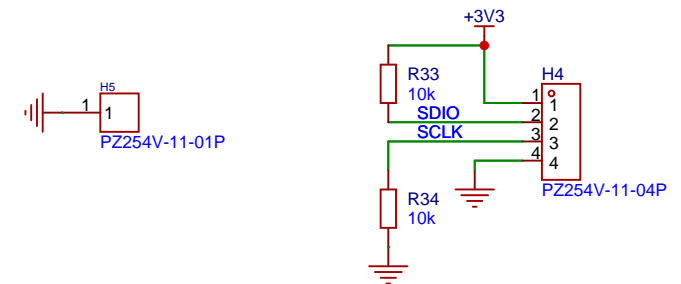 +3V3
H5
1 1
PZ254V-11-01P
R33
10k
SDIO
SCLK
R34
10k
H4
1 1
2 2
3 3
4 4
PZ254V-11-04P